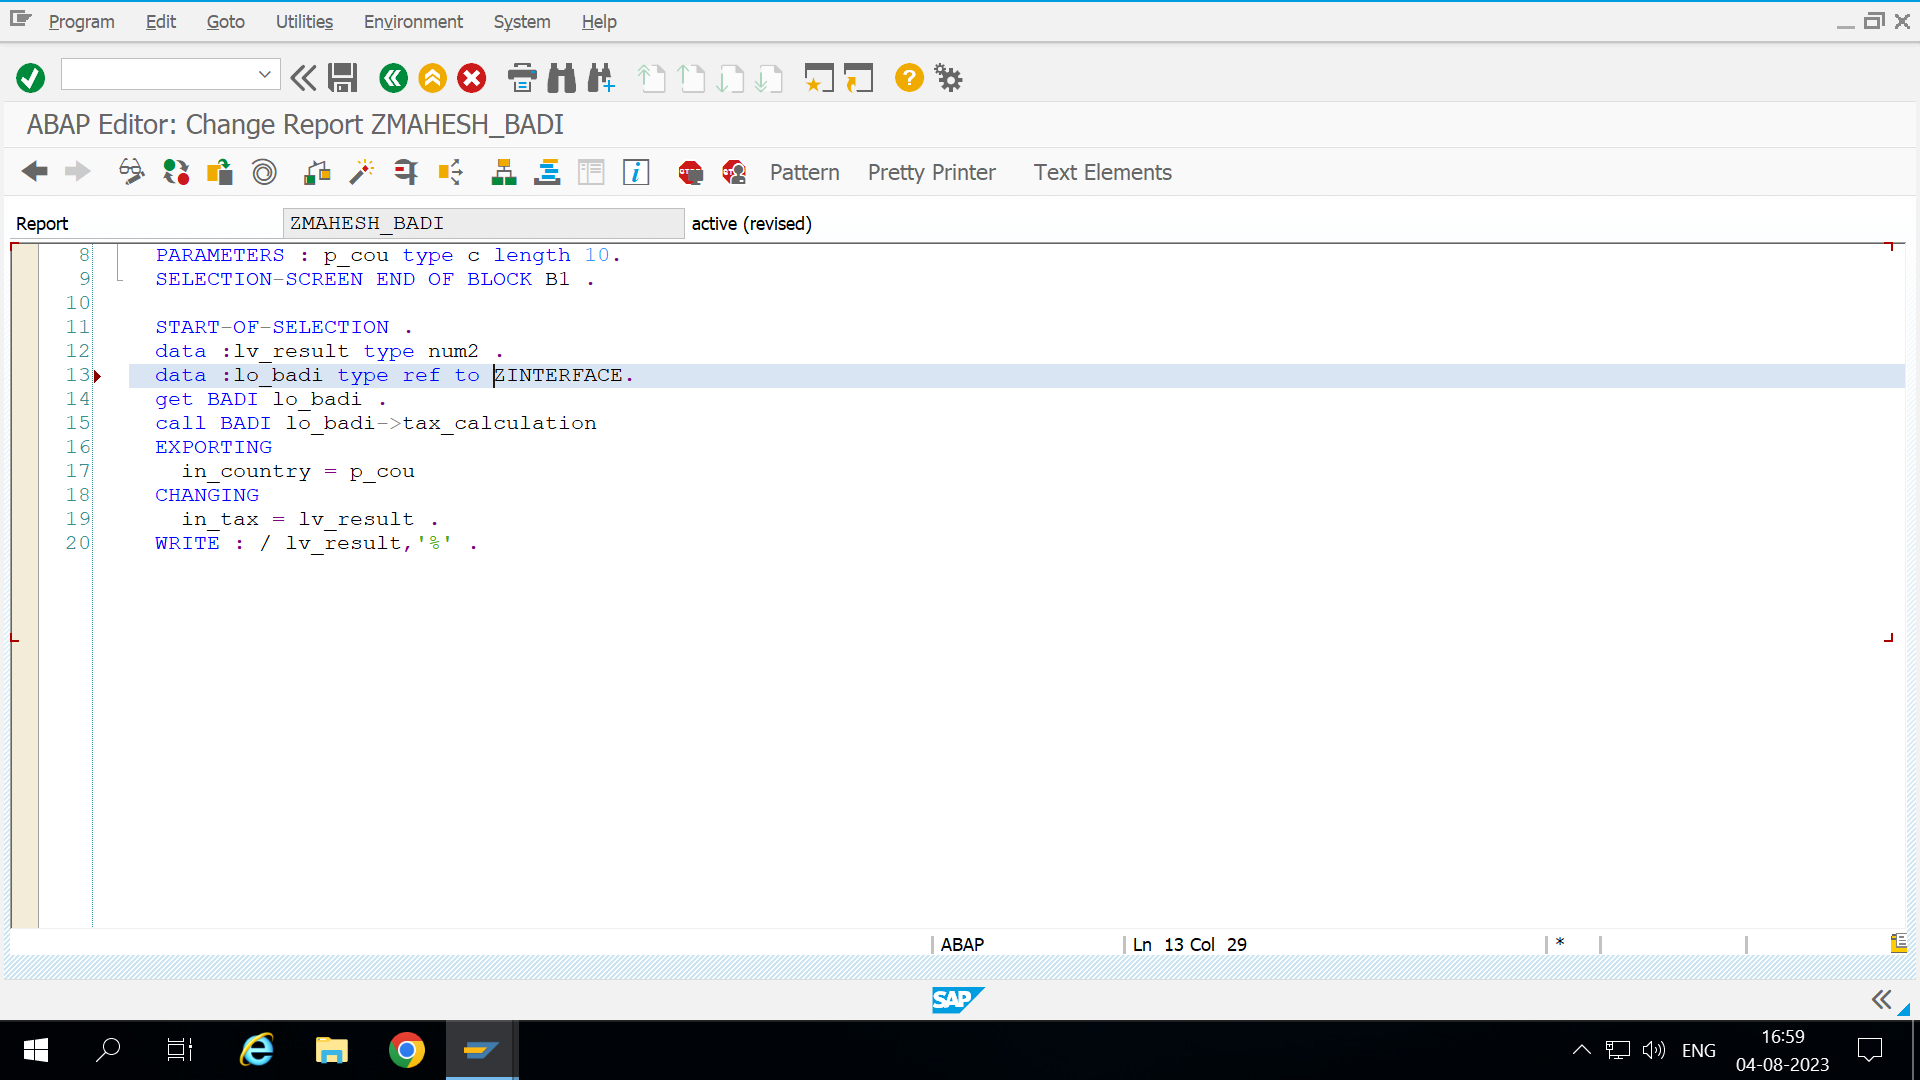 Program Edit Goto Utilities Environment System Help
ABAP Editor: Change Report ZMAHESH_BADI
Pattern Pretty Printer Text Elements
Report ZMAHESH_BADI active (revised)
8 PARAMETERS : p_cou type c length 10.
9 SELECTION-SCREEN END OF BLOCK B1 .
10
11 START-OF-SELECTION .
12 data :lv_result type num2 .
13 data :lo_badi type ref to ZINTERFACE.
14 get BADI lo_badi .
15 call BADI lo_badi->tax_calculation
16 EXPORTING
17 in_country = p_cou
18 CHANGING
19 in_tax = lv_result .
20 WRITE : / lv_result,'%' .
ABAP Ln 13 Col 29 *
SAP
ENG 16:59
04-08-2023